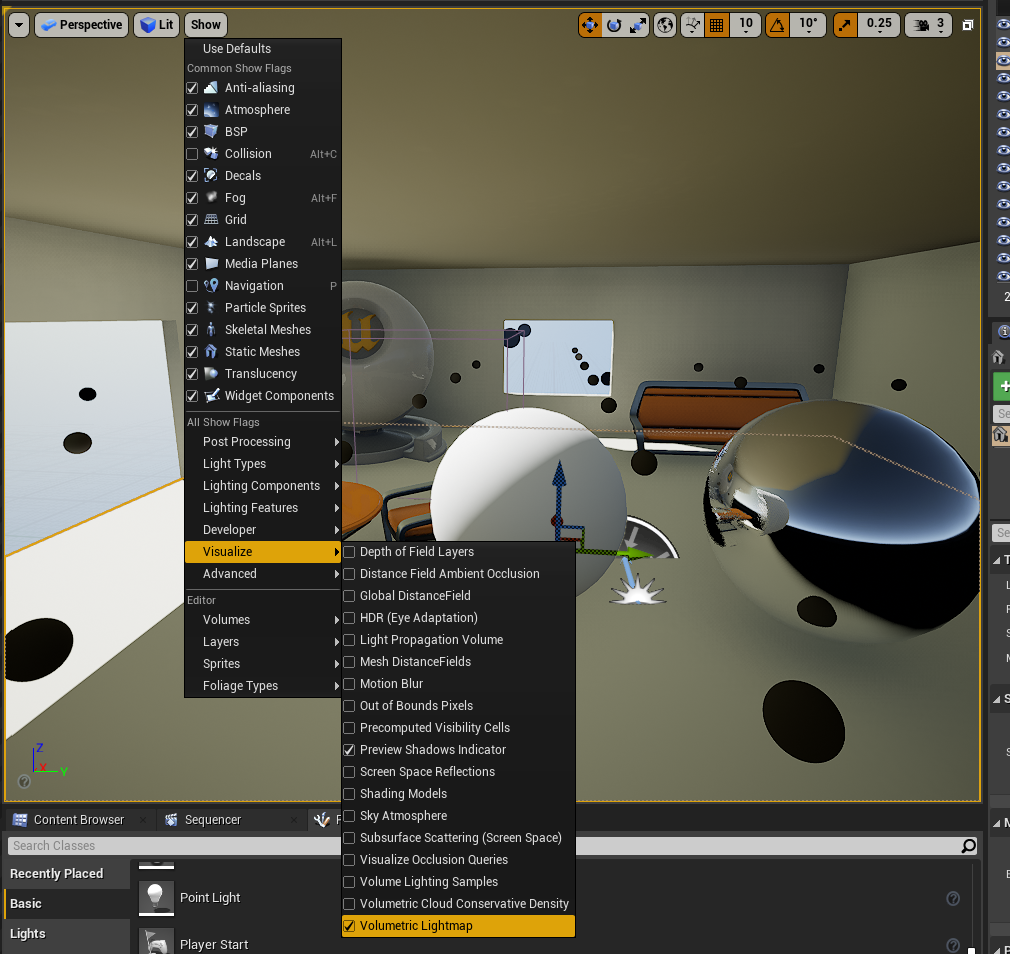 Perspective Lit Show 10 10° 0.25 3
Use Defaults
Common Show Flags
Anti-aliasing
Atmosphere
BSP
Collision Alt+C
Decals
Fog Alt+F
Grid
Landscape Alt+L
Media Planes
Navigation P
Particle Sprites
Skeletal Meshes
Static Meshes
Translucency
Widget Components
All Show Flags
Post Processing
Light Types
Lighting Components
Lighting Features
Developer
Visualize
Advanced
Editor
Volumes
Layers
Sprites
Foliage Types
Depth of Field Layers
Distance Field Ambient Occlusion
Global DistanceField
HDR (Eye Adaptation)
Light Propagation Volume
Mesh DistanceFields
Motion Blur
Out of Bounds Pixels
Precomputed Visibility Cells
Preview Shadows Indicator
Screen Space Reflections
Shading Models
Sky Atmosphere
Subsurface Scattering (Screen Space)
Visualize Occlusion Queries
Volume Lighting Samples
Volumetric Cloud Conservative Density
Volumetric Lightmap
Z
X Y
Content Browser Sequencer
Search Classes
Recently Placed
Basic
Lights
Point Light
Player Start